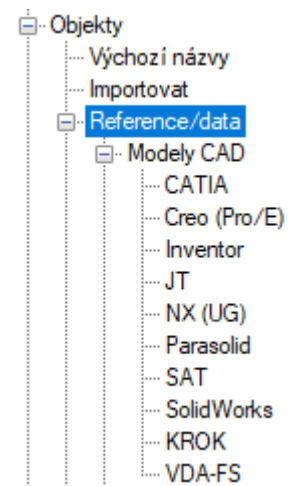 Objekty
Výchozí názvy
Importovat
Reference/data
Modely CAD
CATIA
Creo (Pro/E)
Inventor
JT
NX (UG)
Parasolid
SAT
SolidWorks
KROK
VDA-FS